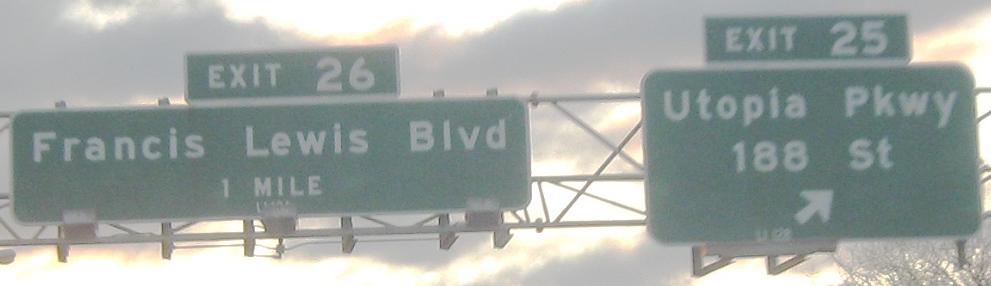 EXIT 26
Francis Lewis Blvd
1 MILE
EXIT 25
Utopia Pkwy
188 St